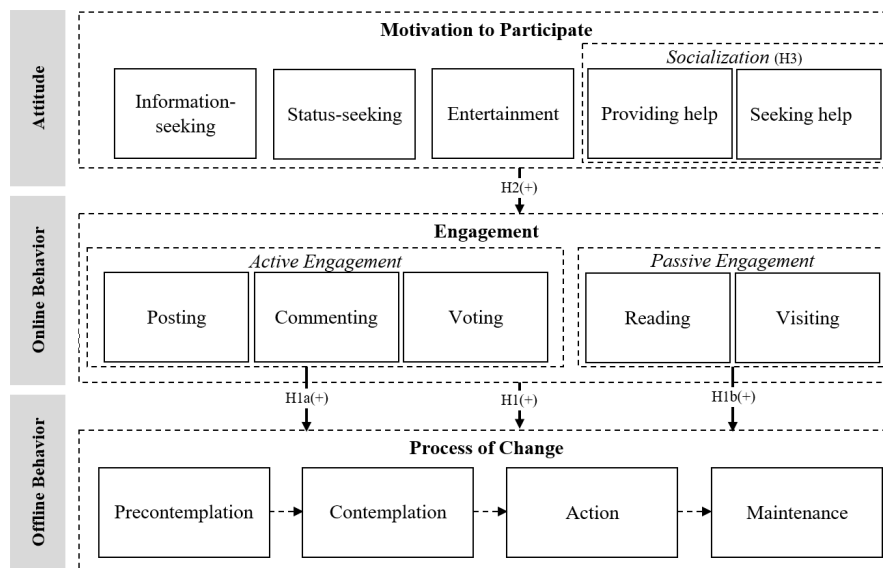 Attitude
Motivation to Participate
Socialization (H3)
Information-
seeking
Status-seeking
Entertainment
Providing help
Seeking help
H2(+)
Online Behavior
Engagement
Active Engagement
Passive Engagement
Posting
Commenting
Voting
Reading
Visiting
H1a(+)
H1(+)
H1b(+)
Offline Behavior
Process of Change
Precontemplation
Contemplation
Action
Maintenance